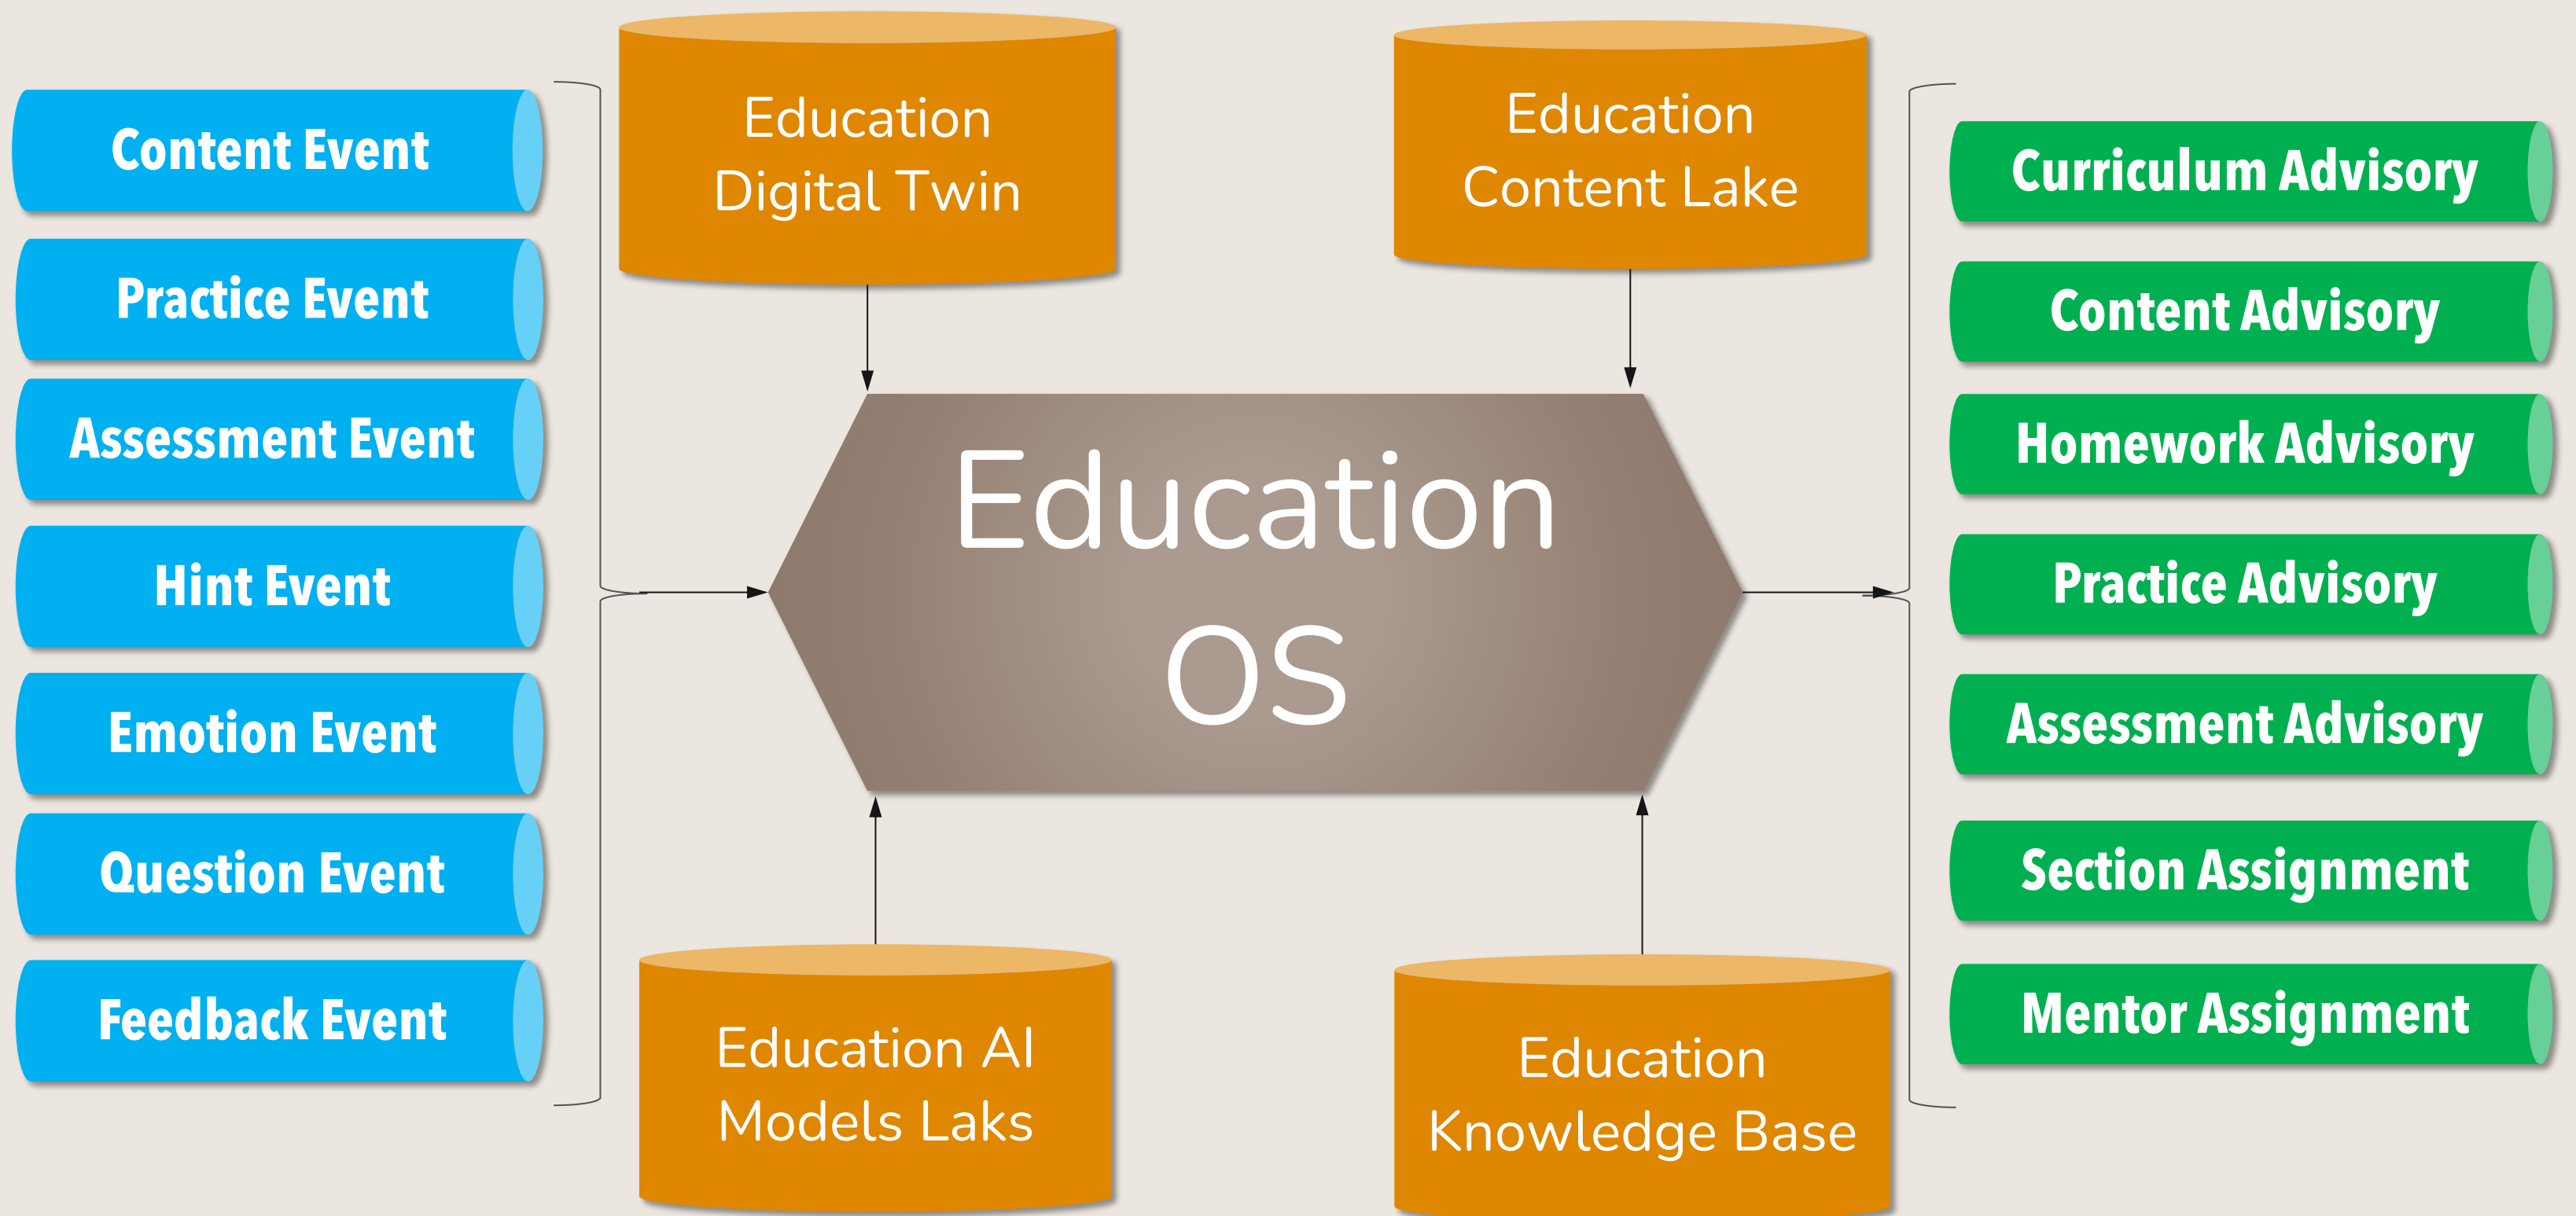 Content Event
Practice Event
Assessment Event
Hint Event
Emotion Event
Question Event
Feedback Event
Education
Digital Twin
Education
Content Lake
Education
OS
Education AI
Models Laks
Education
Knowledge Base
Curriculum Advisory
Content Advisory
Homework Advisory
Practice Advisory
Assessment Advisory
Section Assignment
Mentor Assignment